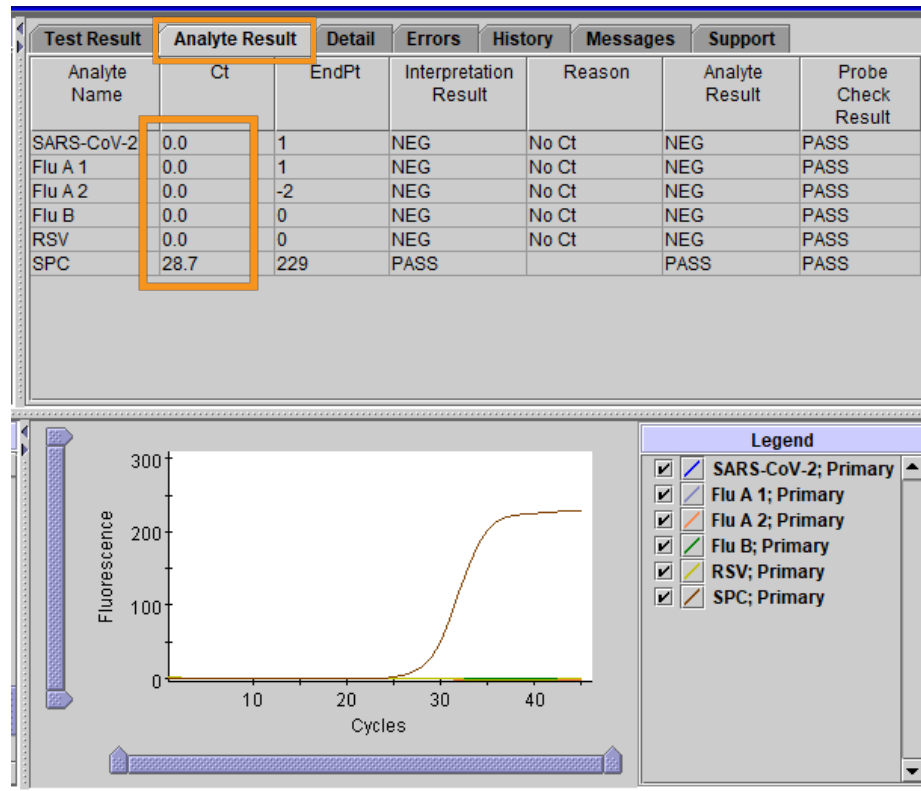 Test Result Analyte Result Detail Errors History Messages Support
Analyte Name Ct EndPt Interpretation Result Reason Analyte Result Probe Check Result
SARS-CoV-2 0.0 1 NEG No Ct NEG PASS
Flu A 1 0.0 1 NEG No Ct NEG PASS
Flu A 2 0.0 -2 NEG No Ct NEG PASS
Flu B 0.0 0 NEG No Ct NEG PASS
RSV 0.0 0 NEG No Ct NEG PASS
SPC 28.7 229 PASS PASS PASS
300
200
100
0
Fluorescence
10 20 30 40
Cycles
Legend
SARS-CoV-2; Primary
Flu A 1; Primary
Flu A 2; Primary
Flu B; Primary
RSV; Primary
SPC; Primary